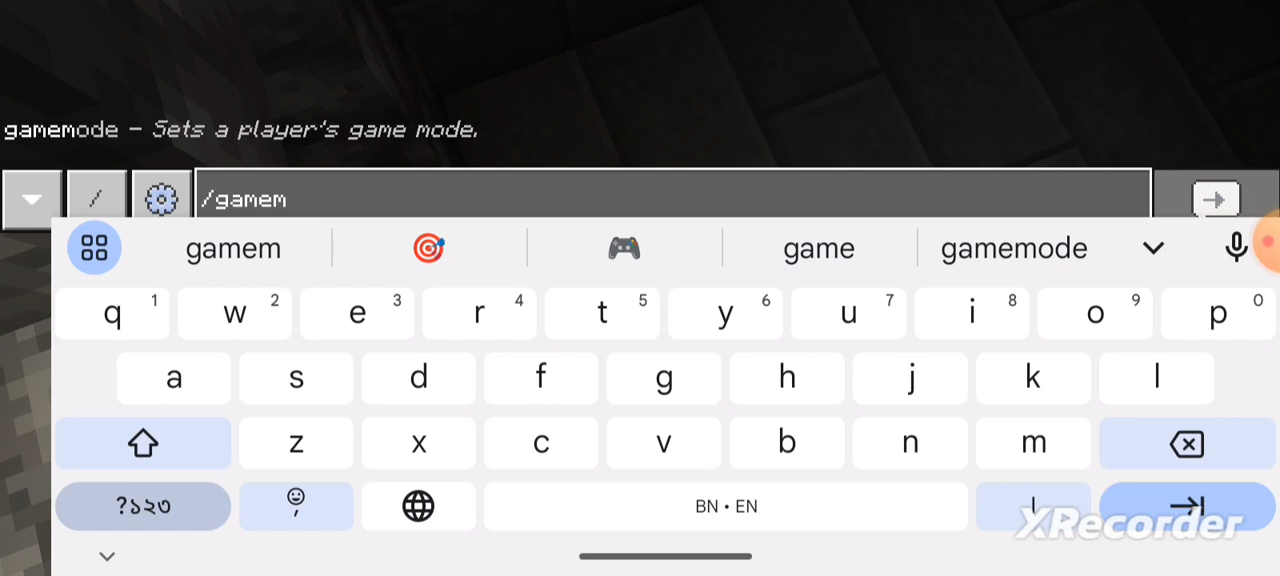 gamemode - Sets a player's game mode.
/
/gamem
gamem game gamemode
q 1 w 2 e 3 r 4 t 5 y 6 u 7 i 8 o 9 p 0
a s d f g h j k l
z x c v b n m
?১২৩ , BN • EN ।
XRecorder